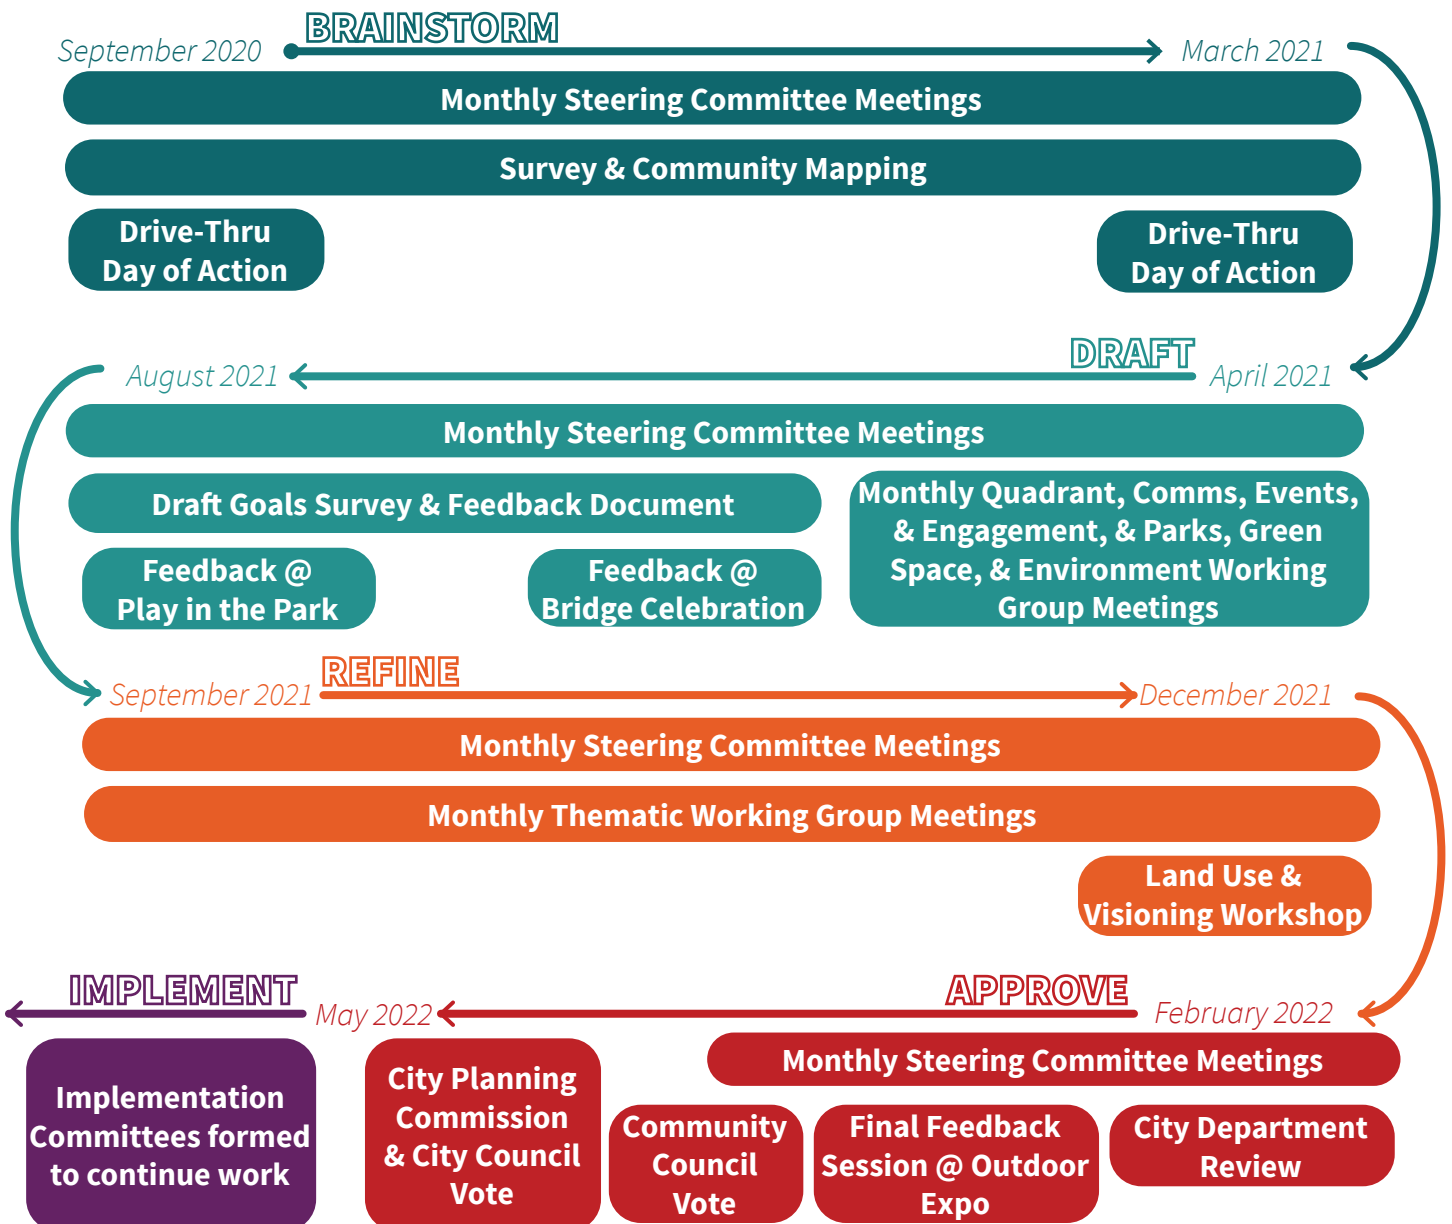 BRAINSTORM
September 2020
March 2021
Monthly Steering Committee Meetings
Survey & Community Mapping
Drive-Thru
Day of Action
Drive-Thru
Day of Action
DRAFT
April 2021
August 2021
Monthly Steering Committee Meetings
Monthly Quadrant, Comms, Events,
& Engagement, & Parks, Green
Space, & Environment Working
Group Meetings
Draft Goals Survey & Feedback Document
Feedback @
Bridge Celebration
Feedback @
Play in the Park
REFINE
September 2021
December 2021
Monthly Steering Committee Meetings
Monthly Thematic Working Group Meetings
Land Use &
Visioning Workshop
APPROVE
February 2022
May 2022
Monthly Steering Committee Meetings
City Department
Review
Final Feedback
Session @ Outdoor
Expo
Community
Council
Vote
City Planning
Commission
& City Council
Vote
IMPLEMENT
Implementation
Committees formed
to continue work